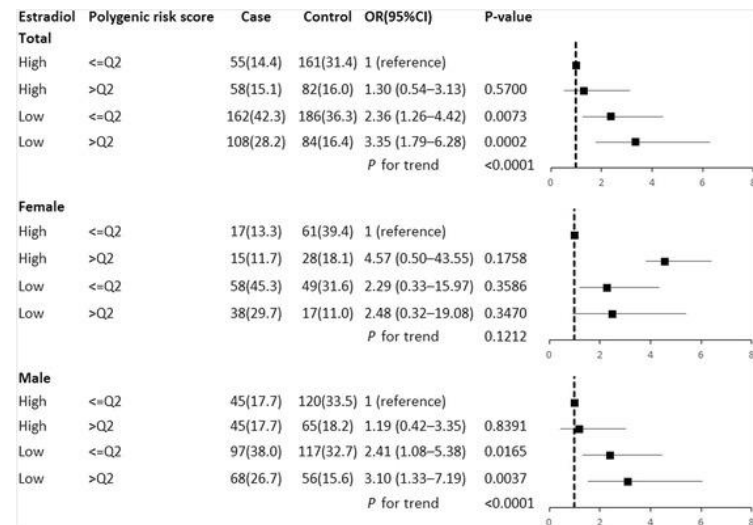 Estradiol Polygenic risk score Case Control OR(95%CI) P-value
Total
High <=Q2 55(14.4) 161(31.4) 1 (reference)
High >Q2 58(15.1) 82(16.0) 1.30 (0.54–3.13) 0.5700
Low <=Q2 162(42.3) 186(36.3) 2.36 (1.26–4.42) 0.0073
Low >Q2 108(28.2) 84(16.4) 3.35 (1.79–6.28) 0.0002
P for trend <0.0001
0 2 4 6 8
Female
High <=Q2 17(13.3) 61(39.4) 1 (reference)
High >Q2 15(11.7) 28(18.1) 4.57 (0.50–43.55) 0.1758
Low <=Q2 58(45.3) 49(31.6) 2.29 (0.33–15.97) 0.3586
Low >Q2 38(29.7) 17(11.0) 2.48 (0.32–19.08) 0.3470
P for trend 0.1212
0 2 4 6 8
Male
High <=Q2 45(17.7) 120(33.5) 1 (reference)
High >Q2 45(17.7) 65(18.2) 1.19 (0.42–3.35) 0.8391
Low <=Q2 97(38.0) 117(32.7) 2.41 (1.08–5.38) 0.0165
Low >Q2 68(26.7) 56(15.6) 3.10 (1.33–7.19) 0.0037
P for trend <0.0001
0 2 4 6 8